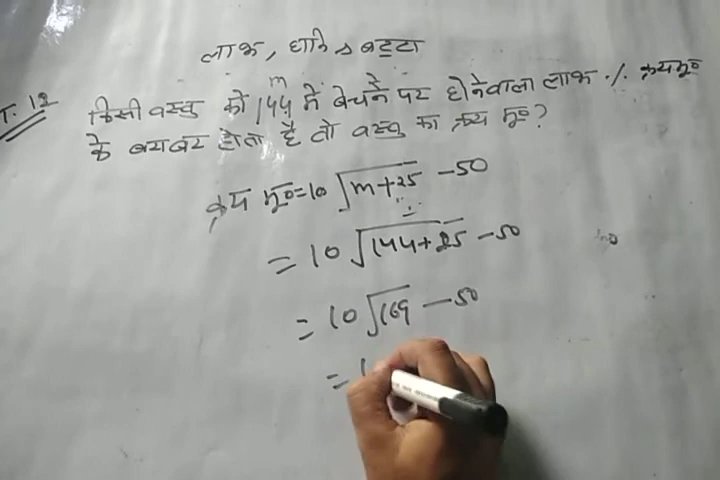 लाभ, हानि व बट्टा
T. 12
किसी वस्तु को 144 में बेचने पर होनेवाला लाभ % क्रयमू०
m
के बराबर होता है तो वस्तु का क्रय मू०?
क्रय मू० = 10 √m+25 - 50
= 10 √144+25 - 50
= 10 √169 - 50
= 1